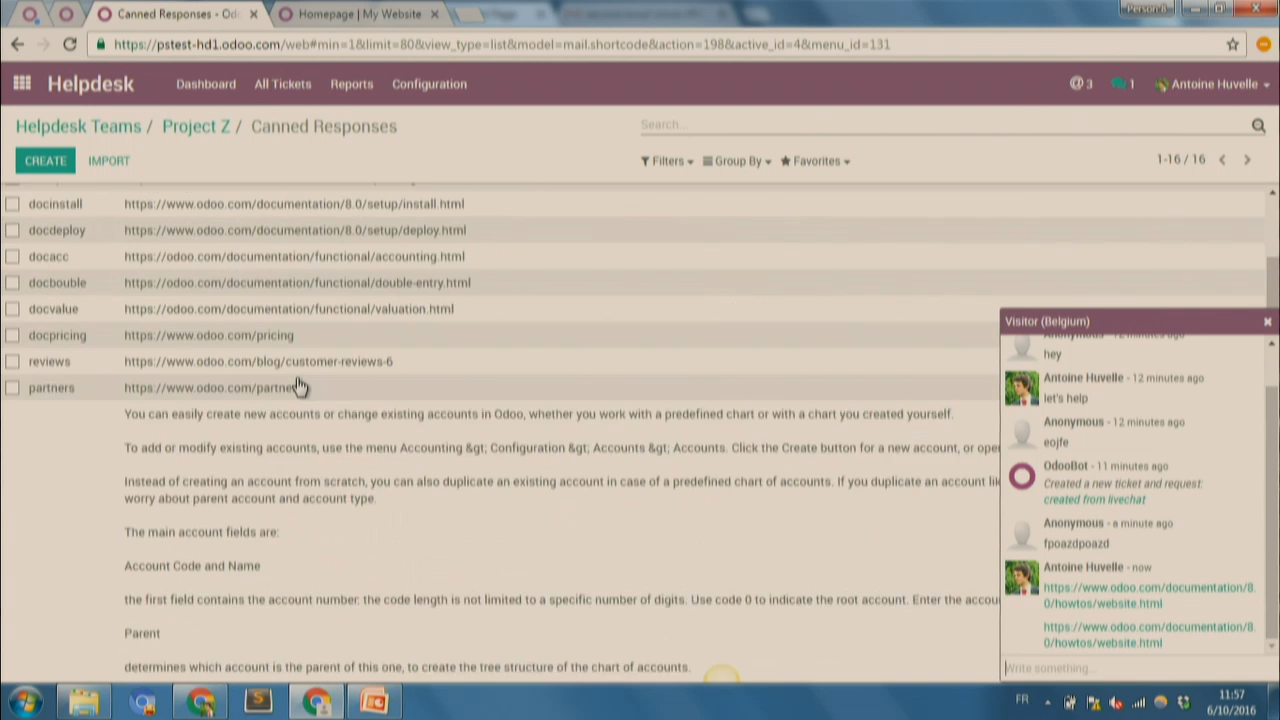 Canned Responses - Od
Homepage | My Website
https://pstest-hd1.odoo.com/web#min=1&limit=80&view_type=list&model=mail.shortcode&action=198&active_id=4&menu_id=131
Helpdesk
Dashboard
All Tickets
Reports
Configuration
@3
1
Antoine Huvelle
Helpdesk Teams / Project Z / Canned Responses
Search...
CREATE
IMPORT
Filters
Group By
Favorites
1-16 / 16
docinstall https://www.odoo.com/documentation/8.0/setup/install.html
docdeploy https://www.odoo.com/documentation/8.0/setup/deploy.html
docacc https://odoo.com/documentation/functional/accounting.html
docbouble https://odoo.com/documentation/functional/double-entry.html
docvalue https://odoo.com/documentation/functional/valuation.html
docpricing https://www.odoo.com/pricing
reviews https://www.odoo.com/blog/customer-reviews-6
partners https://www.odoo.com/partne
You can easily create new accounts or change existing accounts in Odoo, whether you work with a predefined chart or with a chart you created yourself.
To add or modify existing accounts, use the menu Accounting &gt; Configuration &gt; Accounts &gt; Accounts. Click the Create button for a new account, or ope
Instead of creating an account from scratch, you can also duplicate an existing account in case of a predefined chart of accounts. If you duplicate an account li
worry about parent account and account type.
The main account fields are:
Account Code and Name
the first field contains the account number. the code length is not limited to a specific number of digits. Use code 0 to indicate the root account. Enter the accou
Parent
determines which account is the parent of this one, to create the tree structure of the chart of accounts.
Visitor (Belgium)
hey
Antoine Huvelle - 12 minutes ago
let's help
Anonymous - 12 minutes ago
eojfe
OdooBot - 11 minutes ago
Created a new ticket and request:
created from livechat
Anonymous - a minute ago
fpoazdpoazd
Antoine Huvelle - now
https://www.odoo.com/documentation/8.
0/howtos/website.html
https://www.odoo.com/documentation/8.
0/howtos/website.html
Write something...
FR
11:57
6/10/2016